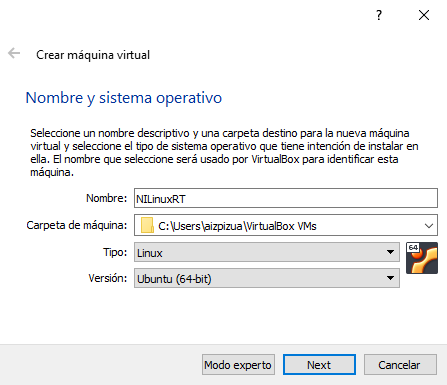 ?
Crear máquina virtual
Nombre y sistema operativo
Seleccione un nombre descriptivo y una carpeta destino para la nueva máquina
virtual y seleccione el tipo de sistema operativo que tiene intención de instalar en
ella. El nombre que seleccione será usado por VirtualBox para identificar esta
máquina.
Nombre: NILinuxRT
Carpeta de máquina: C:\Users\aizpizua\VirtualBox VMs
Tipo: Linux
64
Versión: Ubuntu (64-bit)
Modo experto Next Cancelar